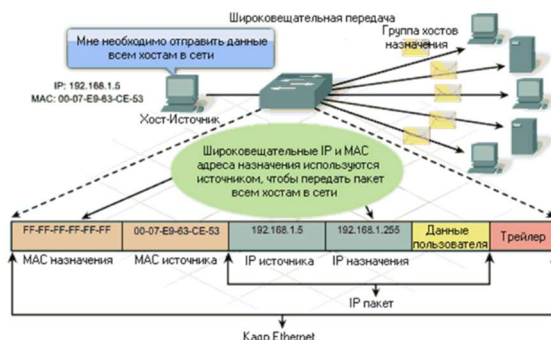 Широковещательная передача
Мне необходимо отправить данные
всем хостам в сети
Группа хостов
назначения
IP: 192.168.1.5
MAC: 00-07-E9-63-CE-53
Хост-Источник
Широковещательные IP и MAC
адреса назначения используются
источником, чтобы передать пакет
всем хостам в сети
FF-FF-FF-FF-FF-FF
00-07-E9-63-CE-53
192.168.1.5
192.168.1.255
Данные
пользователя
Трейлер
MAC назначения
MAC источника
IP источника
IP назначения
IP пакет
Кадр Ethernet